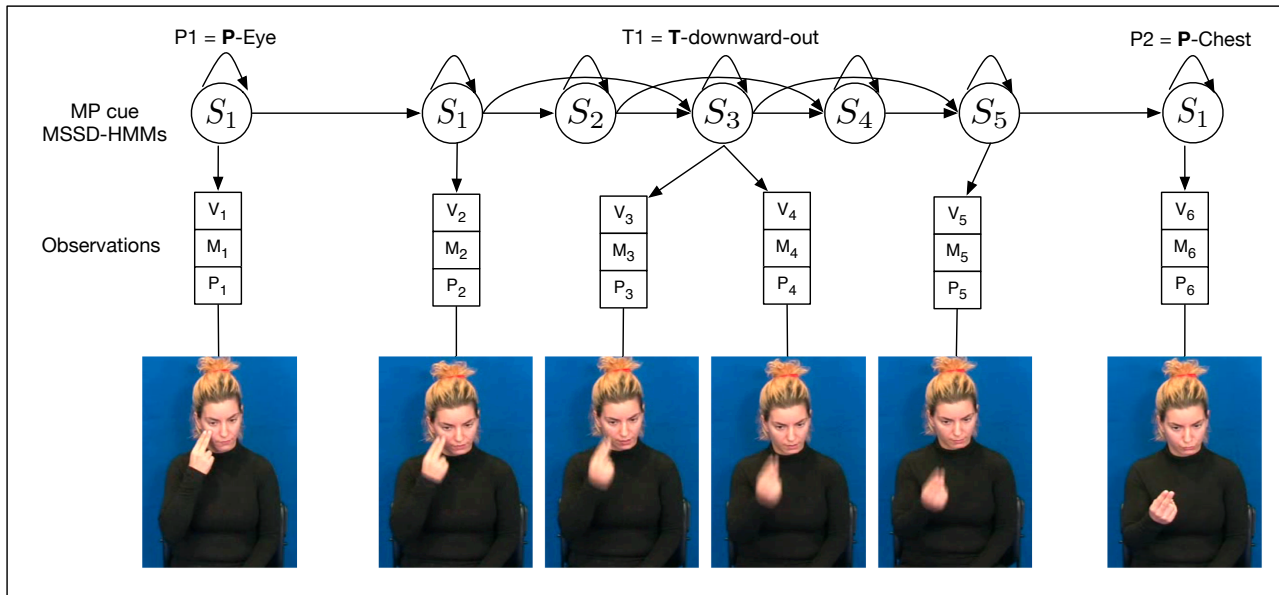 P1 = P-Eye T1 = T-downward-out P2 = P-Chest
MP cue
MSSD-HMMs
S1 S1 S2 S3 S4 S5 S1
V1 V2 V3 V4 V5 V6
Observations
M1 M2 M3 M4 M5 M6
P1 P2 P3 P4 P5 P6